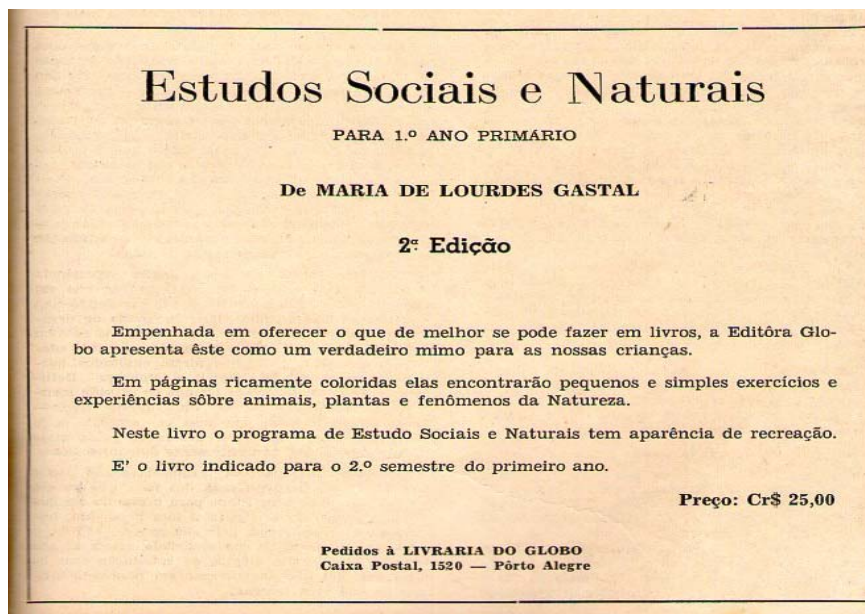 Estudos Sociais e Naturais
PARA 1.º ANO PRIMÁRIO
De MARIA DE LOURDES GASTAL
2ª Edição
Empenhada em oferecer o que de melhor se pode fazer em livros, a Editôra Glo-
bo apresenta êste como um verdadeiro mimo para as nossas crianças.
Em páginas ricamente coloridas elas encontrarão pequenos e simples exercícios e
experiências sôbre animais, plantas e fenômenos da Natureza.
Neste livro o programa de Estudo Sociais e Naturais tem aparência de recreação.
E' o livro indicado para o 2.º semestre do primeiro ano.
Preço: Cr$ 25,00
Pedidos à LIVRARIA DO GLOBO
Caixa Postal, 1520 — Pôrto Alegre